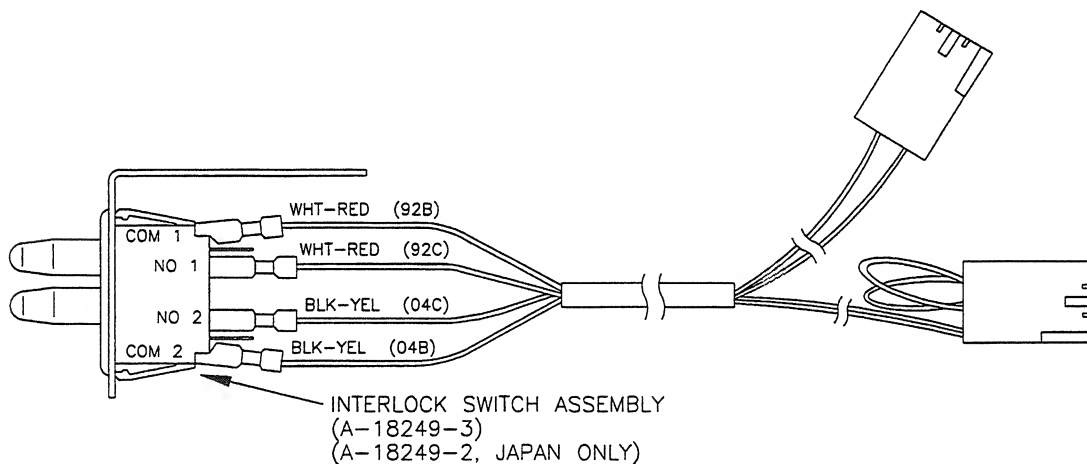 WHT-RED (92B)
COM 1
WHT-RED (92C)
NO 1
BLK-YEL (04C)
NO 2
BLK-YEL (04B)
COM 2
INTERLOCK SWITCH ASSEMBLY
(A-18249-3)
(A-18249-2, JAPAN ONLY)